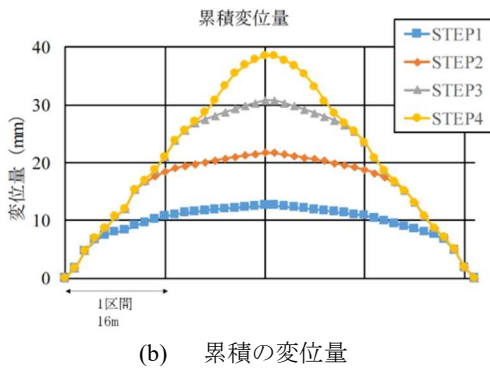 累積変位量
STEP1
STEP2
STEP3
STEP4
変位量（mm）
40
30
20
10
0
1区間
16m
(b) 累積の変位量